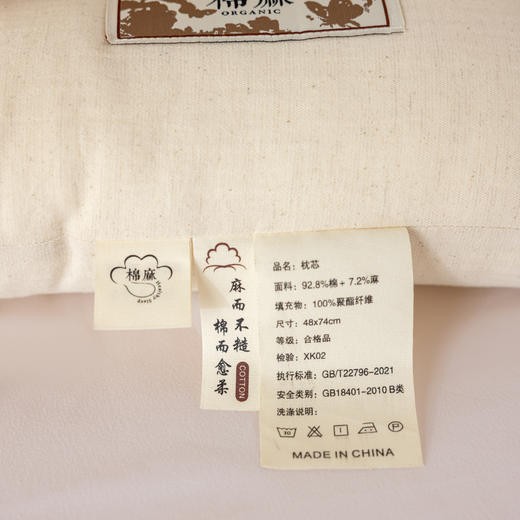 棉麻
ORGANIC
棉麻
麻而不糙
棉而愈柔
COTTON
品名：枕芯
面料：92.8%棉 + 7.2%麻
填充物：100%聚酯纤维
尺寸：48x74cm
等级：合格品
检验：XK02
执行标准：GB/T22796-2021
安全类别：GB18401-2010 B类
洗涤说明：
MADE IN CHINA